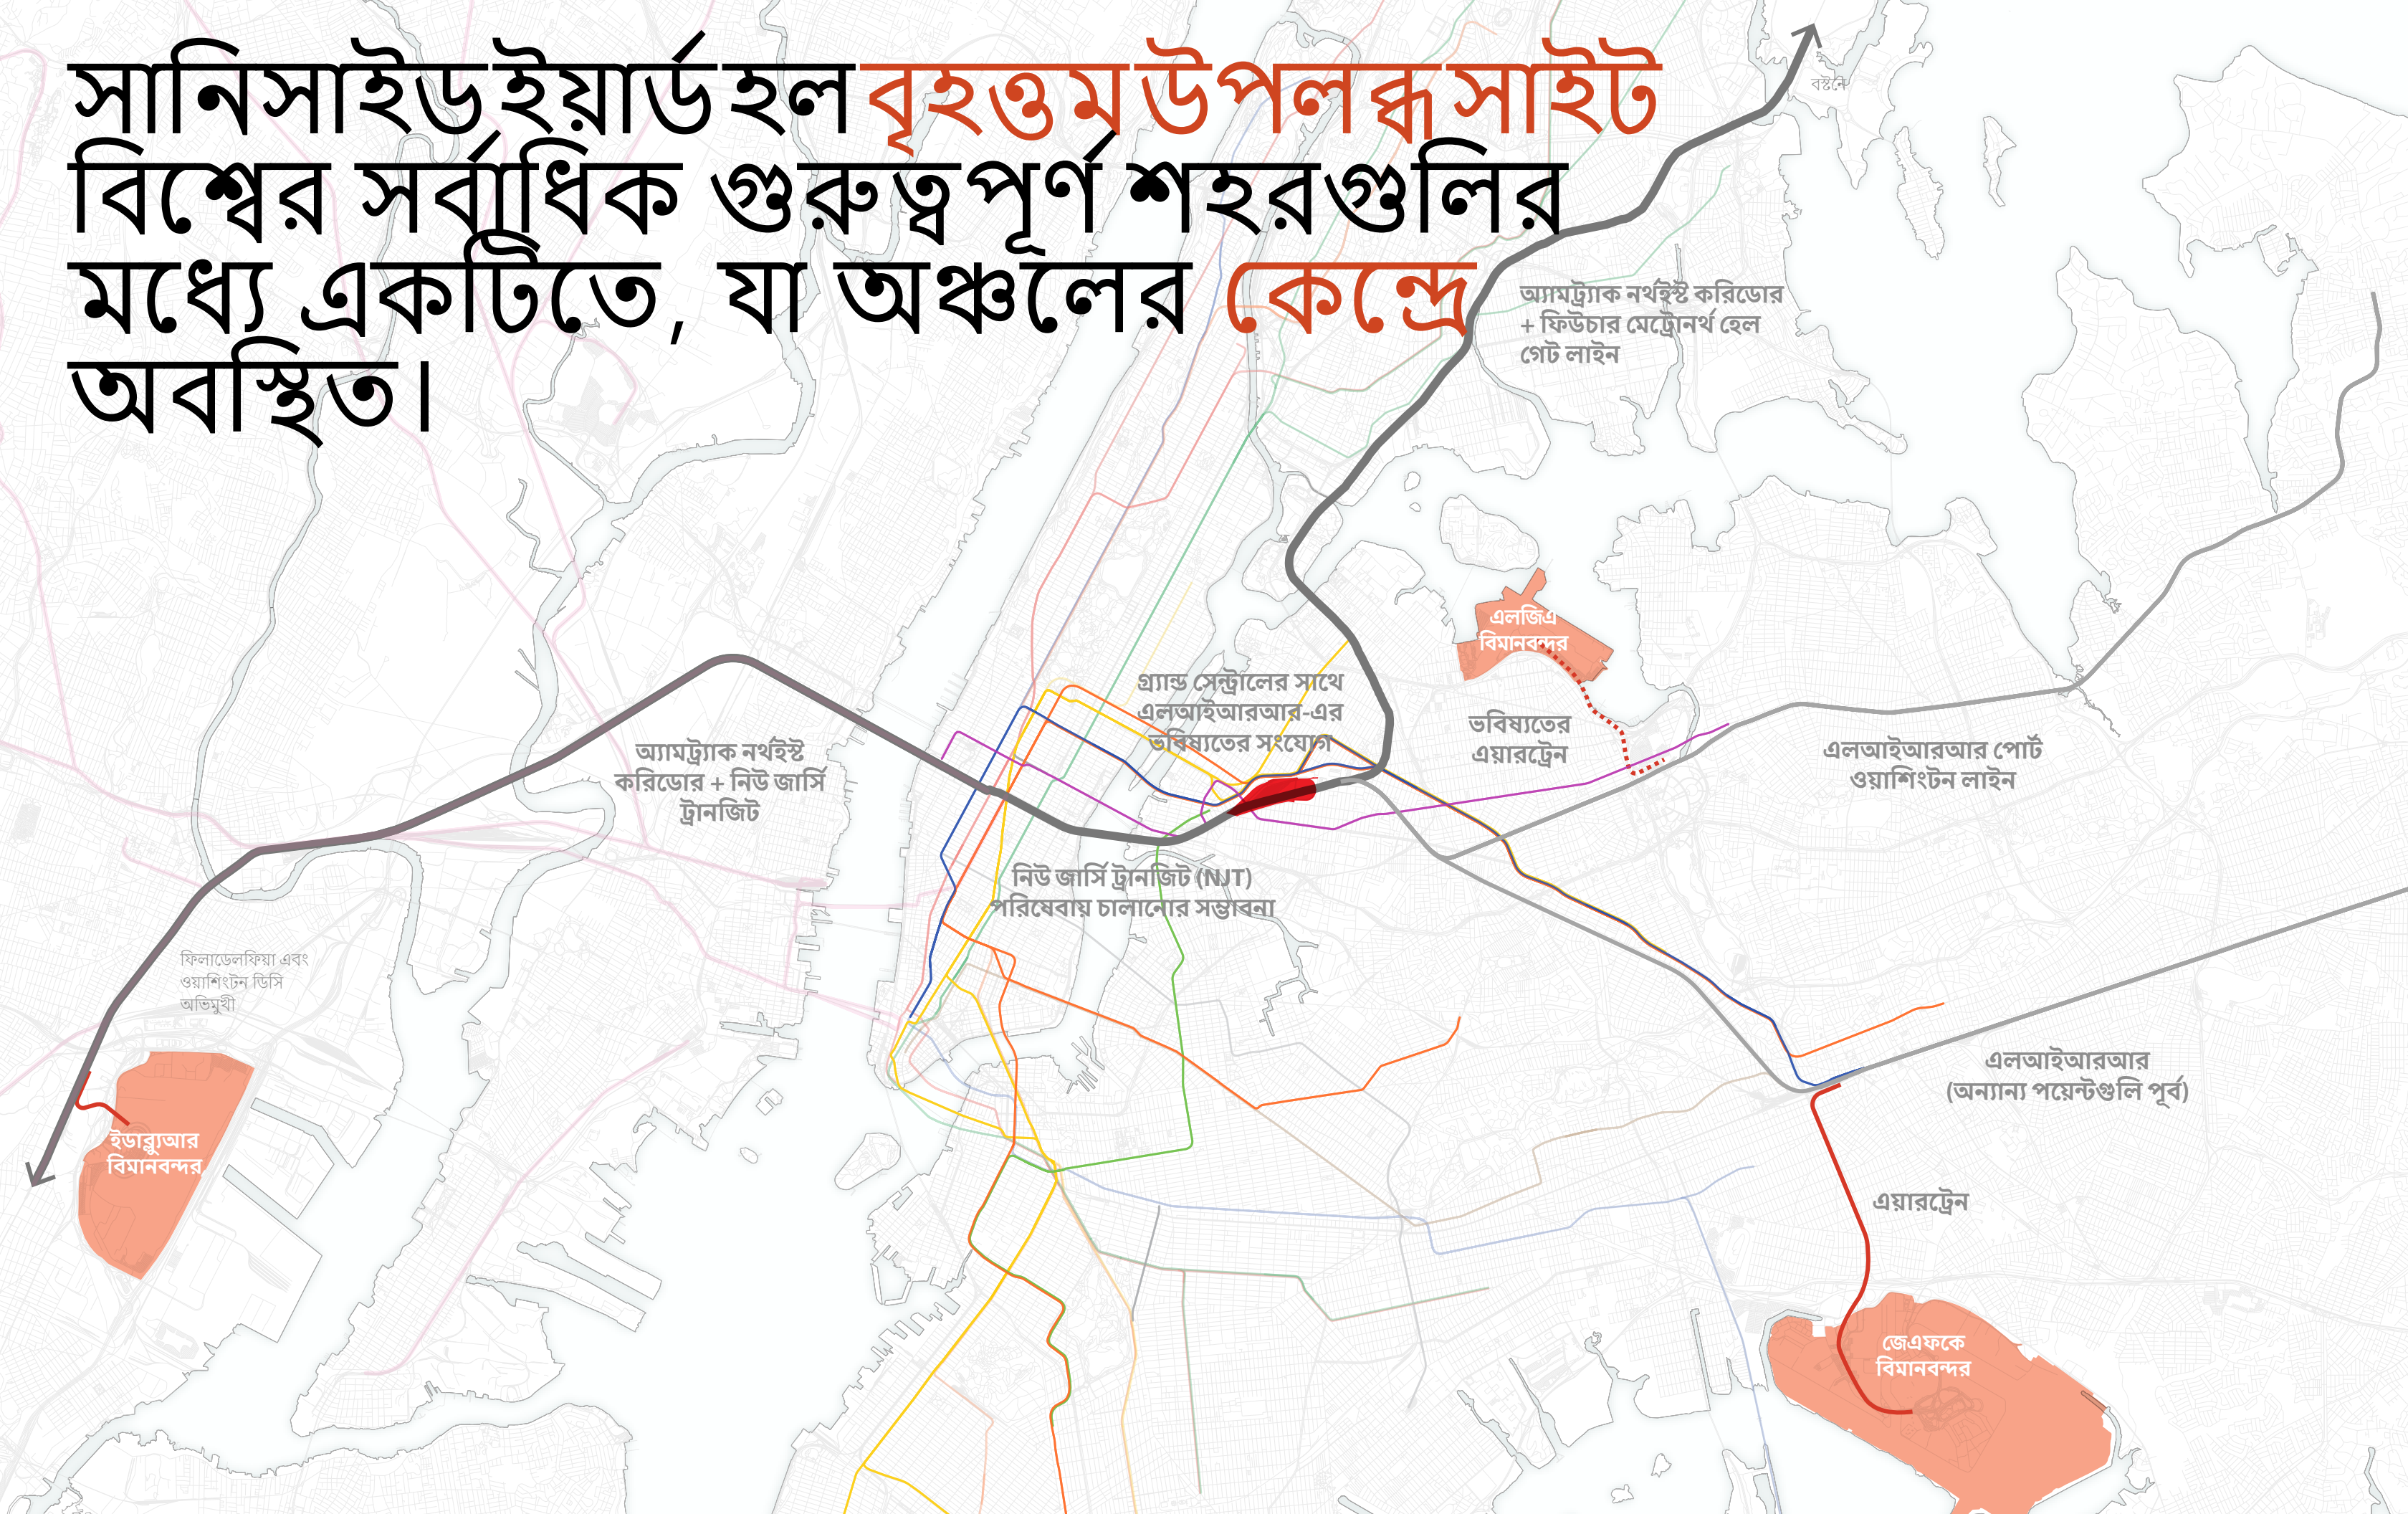 সানিসাইড ইয়ার্ড হল বৃহত্তম উপলব্ধ সাইট
বিশ্বের সর্বাধিক গুরুত্বপূর্ণ শহরগুলির
মধ্যে একটিতে, যা অঞ্চলের কেন্দ্রে
অবস্থিত।
বস্টনে
অ্যামট্র্যাক নর্থইস্ট করিডোর
+ ফিউচার মেট্রোনর্থ হেল
গেট লাইন
এলজিএ
বিমানবন্দর
গ্র্যান্ড সেন্ট্রালের সাথে
এলআইআরআর-এর
ভবিষ্যতের সংযোগ
ভবিষ্যতের
এয়ারট্রেন
এলআইআরআর পোর্ট
ওয়াশিংটন লাইন
অ্যামট্র্যাক নর্থইস্ট
করিডোর + নিউ জার্সি
ট্রানজিট
নিউ জার্সি ট্রানজিট (NJT)
পরিষেবায় চালানোর সম্ভাবনা
ফিলাডেলফিয়া এবং
ওয়াশিংটন ডিসি
অভিমুখী
এলআইআরআর
(অন্যান্য পয়েন্টগুলি পূর্ব)
ইডাব্লুআর
বিমানবন্দর
এয়ারট্রেন
জেএফকে
বিমানবন্দর